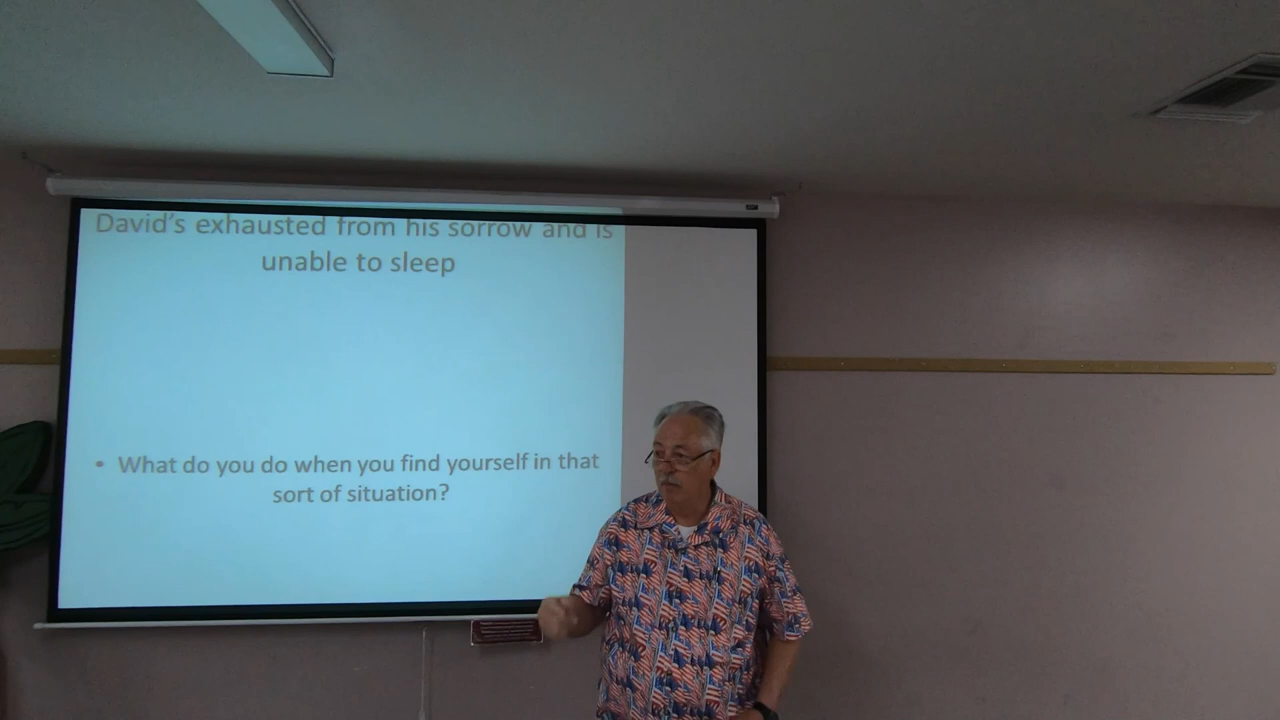 David's exhausted from his sorrow and is
unable to sleep
• What do you do when you find yourself in that
sort of situation?